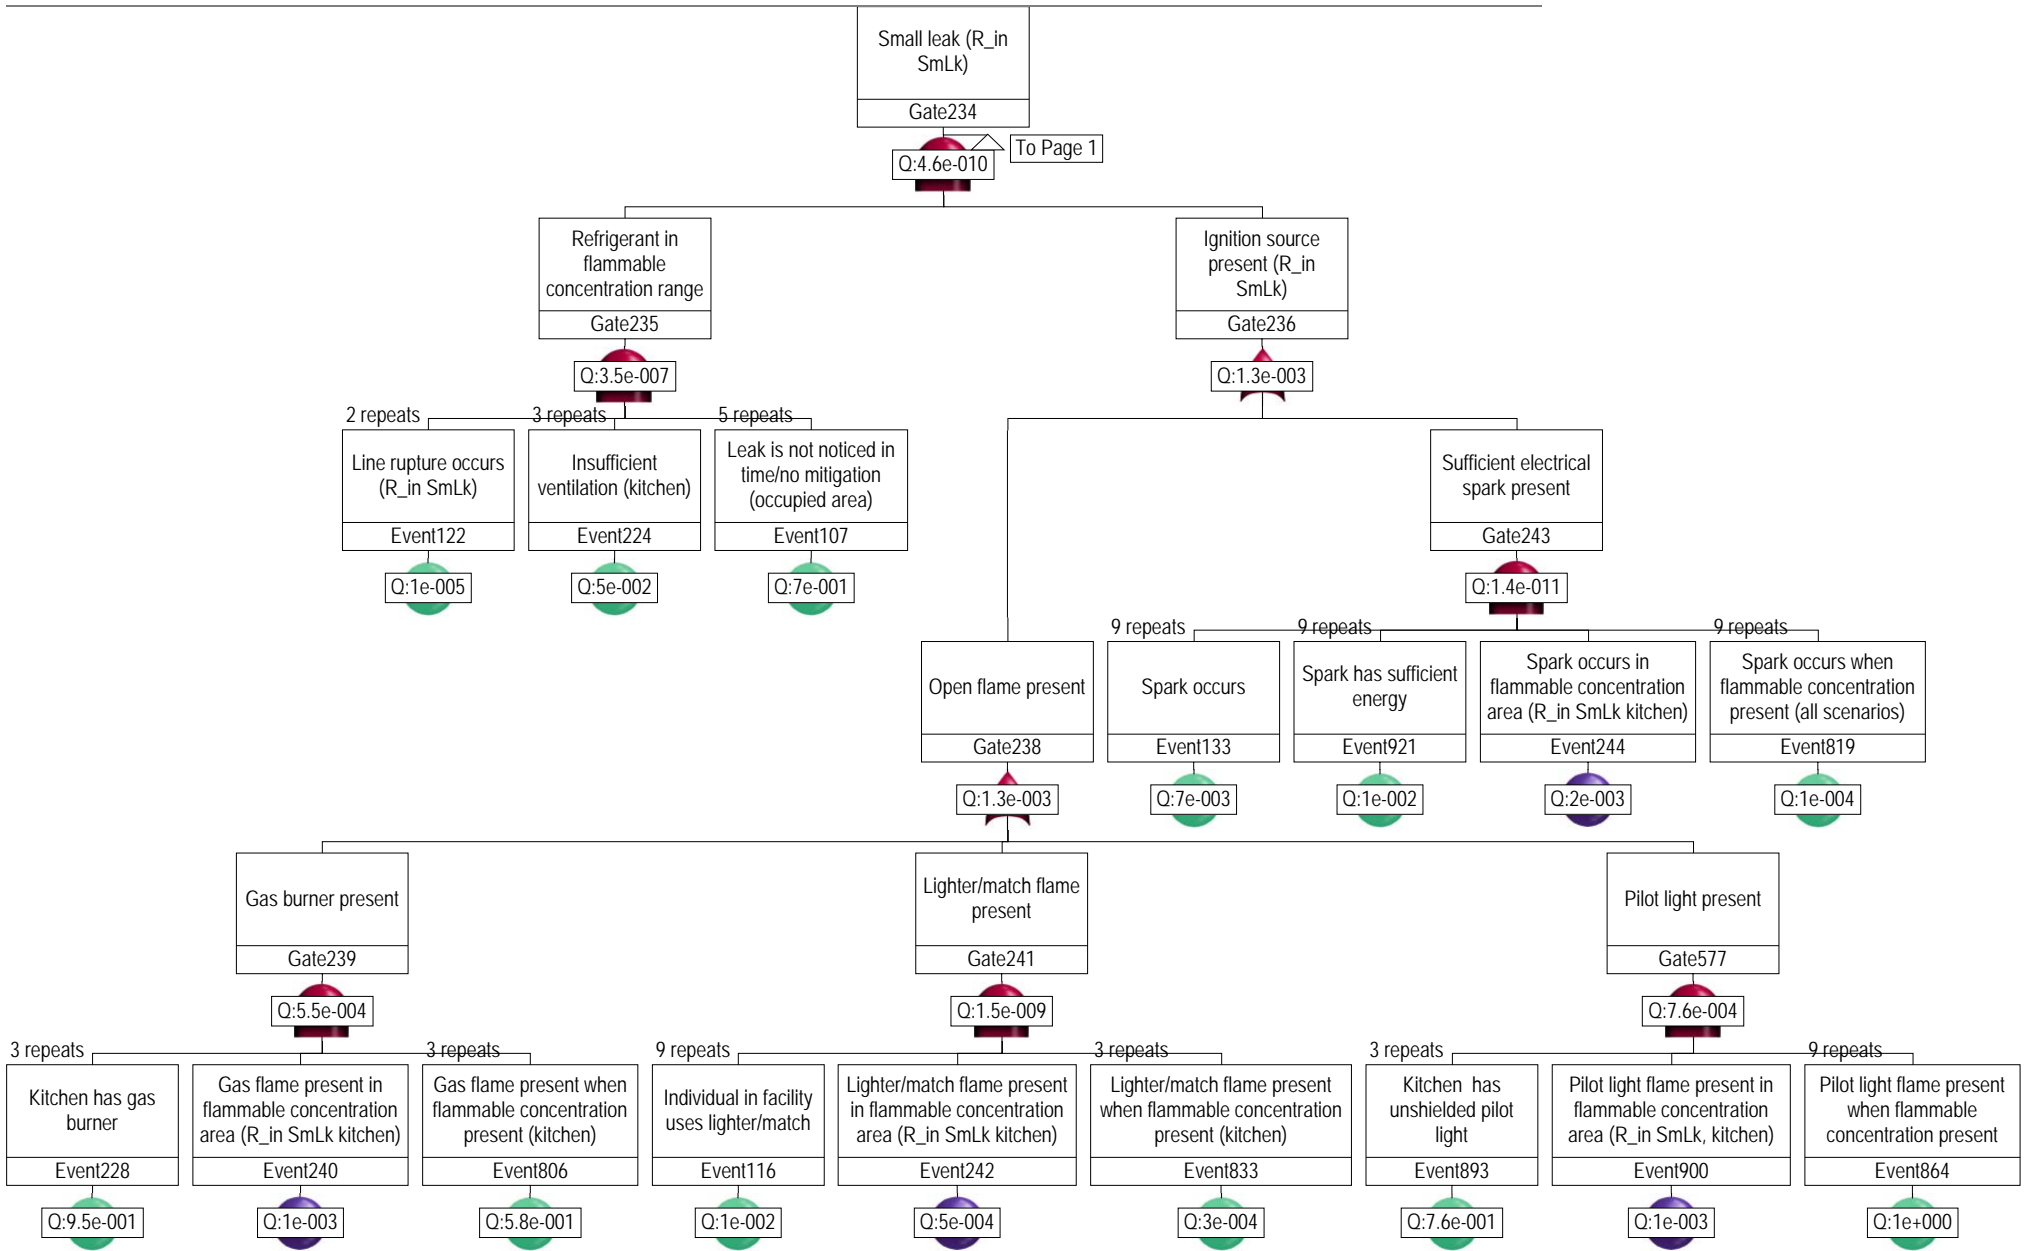 Small leak (R_in
SmLk)
Gate234
To Page 1
Q:4.6e-010
Refrigerant in
flammable
concentration range
Gate235
Q:3.5e-007
Ignition source
present (R_in
SmLk)
Gate236
Q:1.3e-003
2 repeats
Line rupture occurs
(R_in SmLk)
Event122
Q:1e-005
3 repeats
Insufficient
ventilation (kitchen)
Event224
Q:5e-002
5 repeats
Leak is not noticed in
time/no mitigation
(occupied area)
Event107
Q:7e-001
Sufficient electrical
spark present
Gate243
Q:1.4e-011
Open flame present
Gate238
Q:1.3e-003
9 repeats
Spark occurs
Event133
Q:7e-003
9 repeats
Spark has sufficient
energy
Event921
Q:1e-002
Spark occurs in
flammable concentration
area (R_in SmLk kitchen)
Event244
Q:2e-003
9 repeats
Spark occurs when
flammable concentration
present (all scenarios)
Event819
Q:1e-004
Gas burner present
Gate239
Q:5.5e-004
Lighter/match flame
present
Gate241
Q:1.5e-009
Pilot light present
Gate577
Q:7.6e-004
3 repeats
Kitchen has gas
burner
Event228
Q:9.5e-001
Gas flame present in
flammable concentration
area (R_in SmLk kitchen)
Event240
Q:1e-003
3 repeats
Gas flame present when
flammable concentration
present (kitchen)
Event806
Q:5.8e-001
9 repeats
Individual in facility
uses lighter/match
Event116
Q:1e-002
Lighter/match flame present
in flammable concentration
area (R_in SmLk kitchen)
Event242
Q:5e-004
3 repeats
Lighter/match flame present
when flammable concentration
present (kitchen)
Event833
Q:3e-004
3 repeats
Kitchen has
unshielded pilot
light
Event893
Q:7.6e-001
Pilot light flame present in
flammable concentration
area (R_in SmLk, kitchen)
Event900
Q:1e-003
9 repeats
Pilot light flame present
when flammable
concentration present
Event864
Q:1e+000